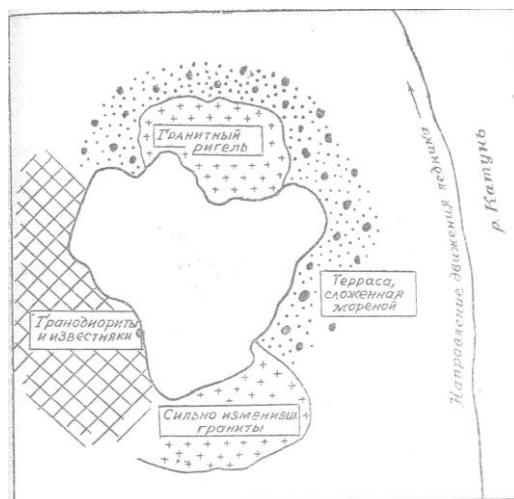 Гранитный
ригель
Терраса,
сложенная
мореной
Гранодиориты
и известняки
Сильно изменивш.
граниты
Направление движения ледника
р. Катунь